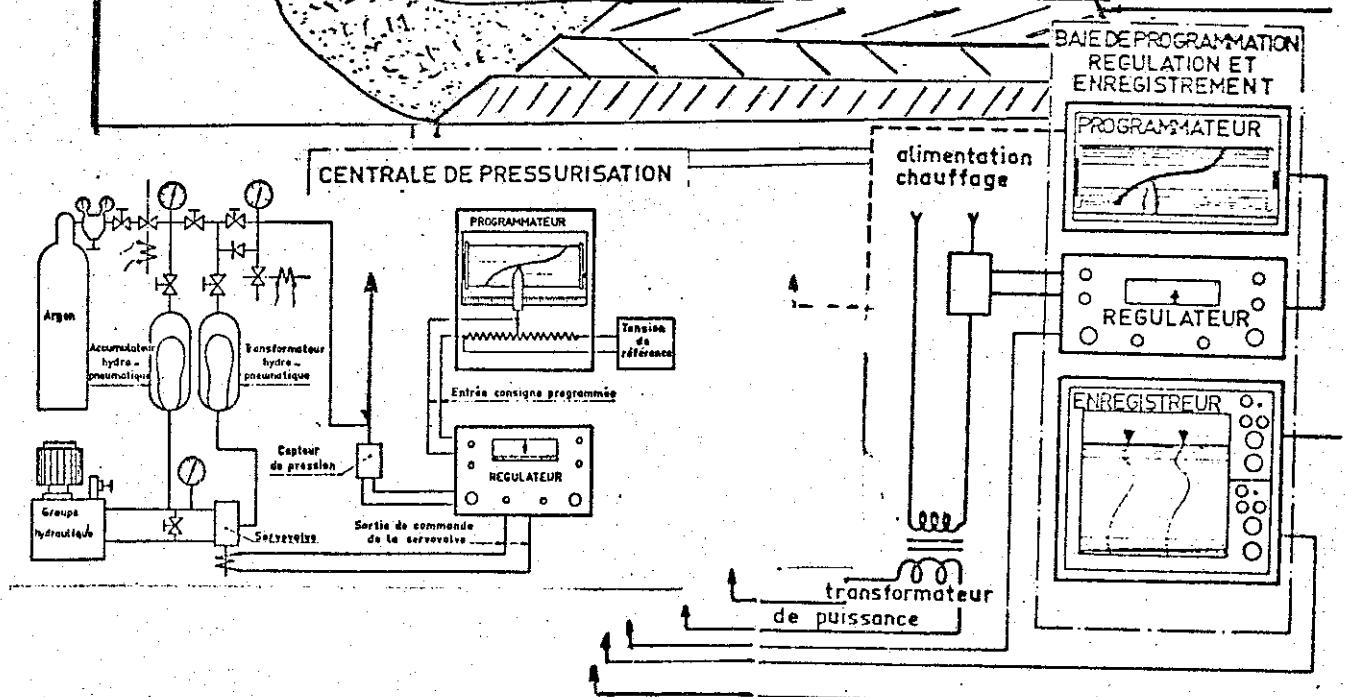 BAIE DE PROGRAMMATION
REGULATION ET
ENREGISTREMENT
PROGRAMMATEUR
alimentation
chauffage
CENTRALE DE PRESSURISATION
PROGRAMMATEUR
Argon
Accumulateur
hydro-
pneumatique
Transformateur
hydro-
pneumatique
Tension
de
référence
REGULATEUR
Entrée consigne programmée
ENREGISTREUR
Capteur
de pression
REGULATEUR
Groupe
hydraulique
Servovalve
Sortie de commande
de la servovalve
transformateur
de puissance